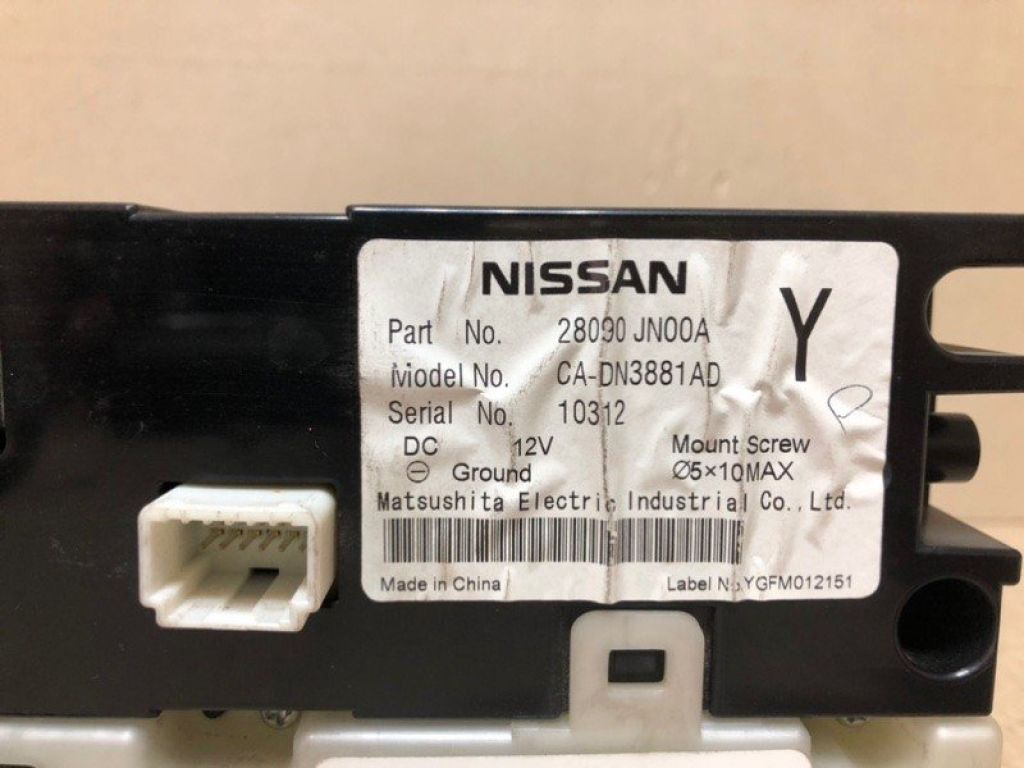 NISSAN
Y
Part No. 28090 JN00A
Model No. CA-DN3881AD
Serial No. 10312
DC 12V Mount Screw
⊖ Ground Ø5×10MAX
Matsushita Electric Industrial Co., Ltd.
Made in China Label No.YGFM012151